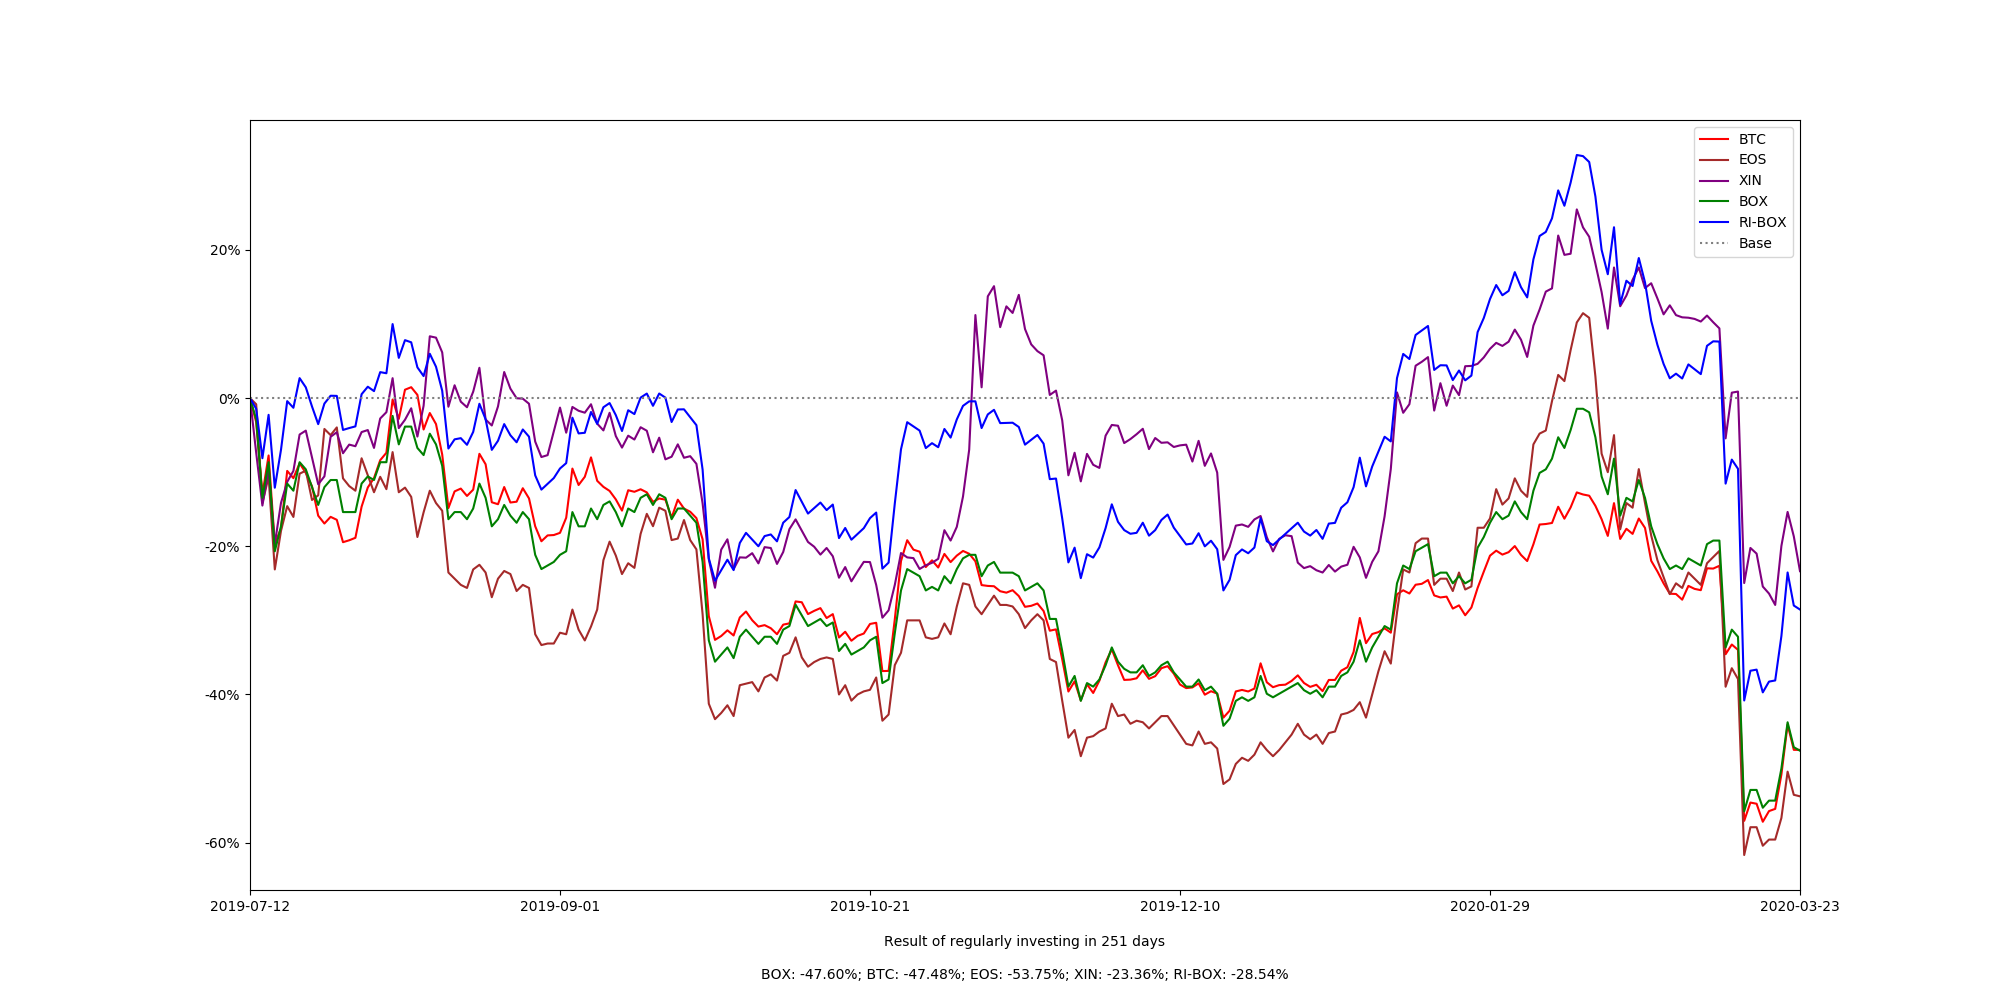 BTC
EOS
XIN
BOX
RI-BOX
Base
20%
0%
-20%
-40%
-60%
2019-07-12 2019-09-01 2019-10-21 2019-12-10 2020-01-29 2020-03-23
Result of regularly investing in 251 days
BOX: -47.60%; BTC: -47.48%; EOS: -53.75%; XIN: -23.36%; RI-BOX: -28.54%